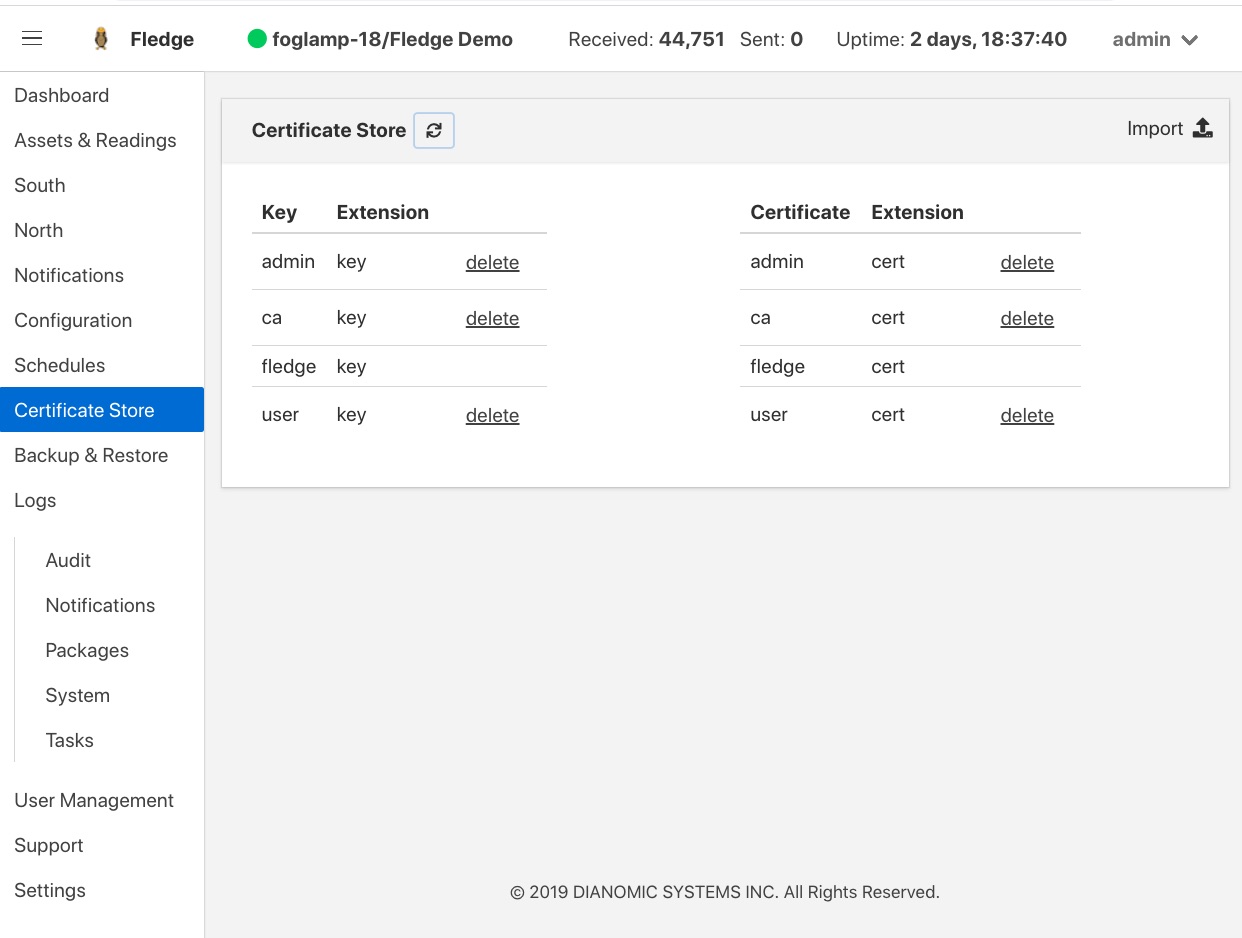 Fledge foglamp-18/Fledge Demo Received: 44,751 Sent: 0 Uptime: 2 days, 18:37:40 admin
Dashboard
Assets & Readings
South
North
Notifications
Configuration
Schedules
Certificate Store
Backup & Restore
Logs
Audit
Notifications
Packages
System
Tasks
User Management
Support
Settings
Certificate Store Import
Key Extension
admin key delete
ca key delete
fledge key
user key delete
Certificate Extension
admin cert delete
ca cert delete
fledge cert
user cert delete
© 2019 DIANOMIC SYSTEMS INC. All Rights Reserved.